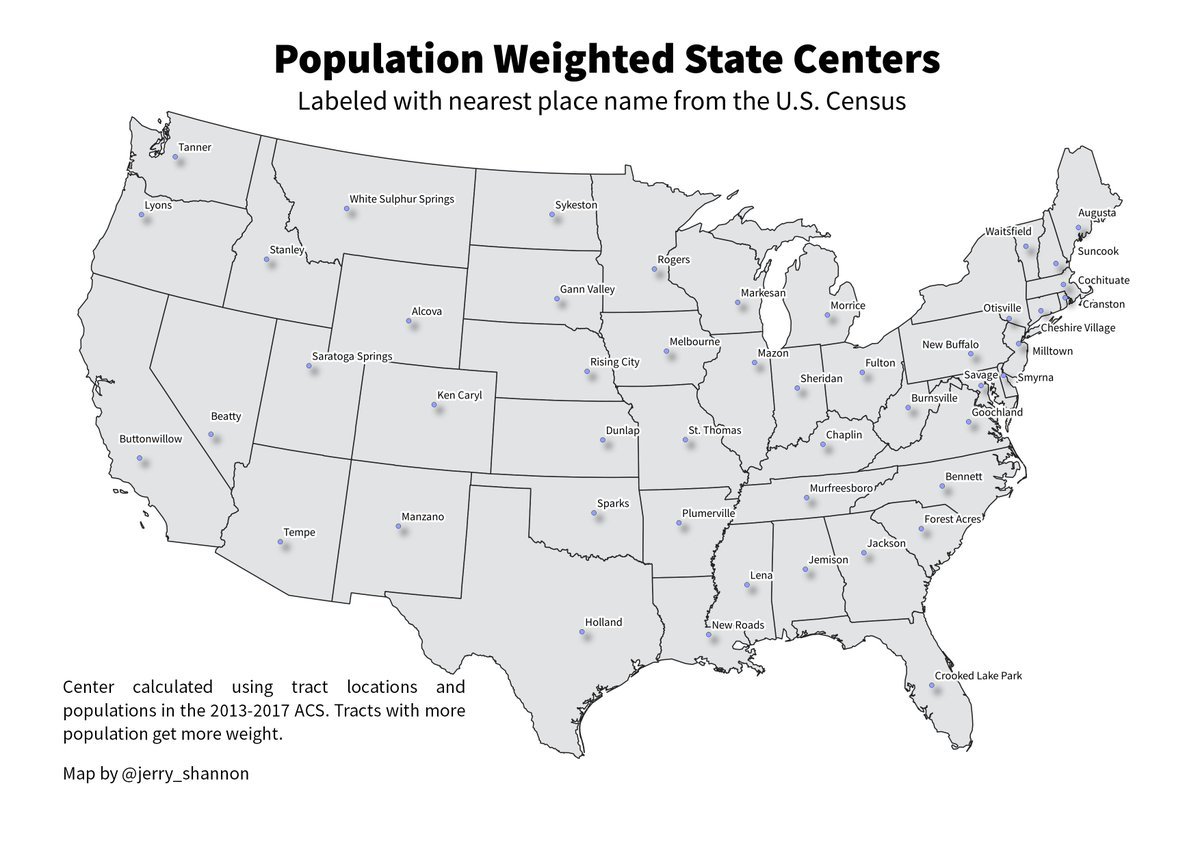 Population Weighted State Centers
Labeled with nearest place name from the U.S. Census
Tanner
Lyons
White Sulphur Springs
Sykeston
Augusta
Waitsfield
Suncook
Stanley
Rogers
Cochituate
Gann Valley
Markesan
Morrice
Cranston
Otisville
Alcova
Cheshire Village
Melbourne
New Buffalo
Milltown
Saratoga Springs
Rising City
Mazon
Fulton
Sheridan
Savage
Smyrna
Ken Caryl
Burnsville
Beatty
Goochland
Buttonwillow
Dunlap
St. Thomas
Chaplin
Bennett
Murfreesboro
Sparks
Plumerville
Forest Acres
Manzano
Tempe
Jackson
Jemison
Lena
Holland
New Roads
Crooked Lake Park
Center calculated using tract locations and
populations in the 2013-2017 ACS. Tracts with more
population get more weight.
Map by @jerry_shannon